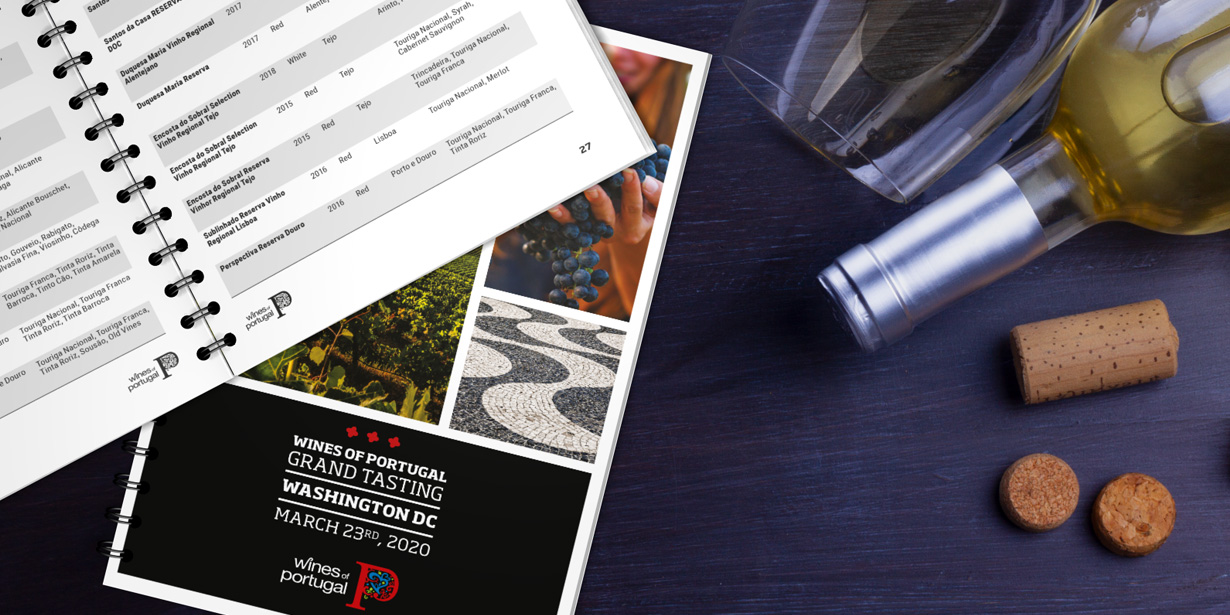 Santos da Casa RESERVA
DOC
2017
Red
Duquesa Maria Vinho Regional
Alentejano
2017
Red
Duquesa Maria Reserva
2018
White
Tejo
Touriga Nacional, Syrah,
Cabernet Sauvignon
Encosta do Sobral Selection
Vinho Regional Tejo
2015
Red
Tejo
Trincadeira, Touriga Nacional,
Touriga Franca
Encosta do Sobral Selection
Vinho Regional Tejo
2015
Red
Tejo
Touriga Nacional, Merlot
Encosta do Sobral Reserva
Vinhor Regional Tejo
2016
Red
Lisboa
Touriga Nacional, Touriga Franca,
Tinta Roriz
Sublinhado Reserva Vinho
Regional Lisboa
2016
Red
Porto e Douro
Perspectiva Reserva Douro
27
wines of
portugal
Alicante
Alicante Bouschet,
Nacional
Gouveio, Rabigato,
Fina, Viosinho, Códega
Touriga Franca, Tinta Roriz, Tinta
Barroca, Tinto Cão, Tinta Amarela
Touriga Nacional, Touriga Franca
Tinta Roriz, Tinta Barroca
e Douro
Touriga Nacional, Touriga Franca,
Tinta Roriz, Sousão, Old Vines
wines of
portugal
WINES OF PORTUGAL
GRAND TASTING
WASHINGTON DC
MARCH 23RD, 2020
wines of
portugal